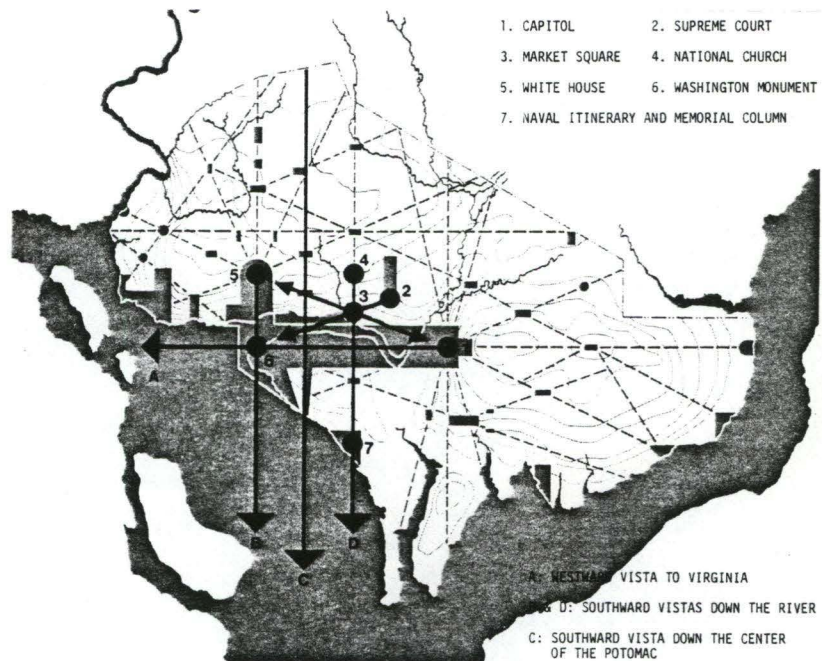 1. CAPITOL 2. SUPREME COURT
3. MARKET SQUARE 4. NATIONAL CHURCH
5. WHITE HOUSE 6. WASHINGTON MONUMENT
7. NAVAL ITINERARY AND MEMORIAL COLUMN
5
4
2
3
6
A
7
B
D
C
A: WESTWARD VISTA TO VIRGINIA
& D: SOUTHWARD VISTAS DOWN THE RIVER
C: SOUTHWARD VISTA DOWN THE CENTER
OF THE POTOMAC